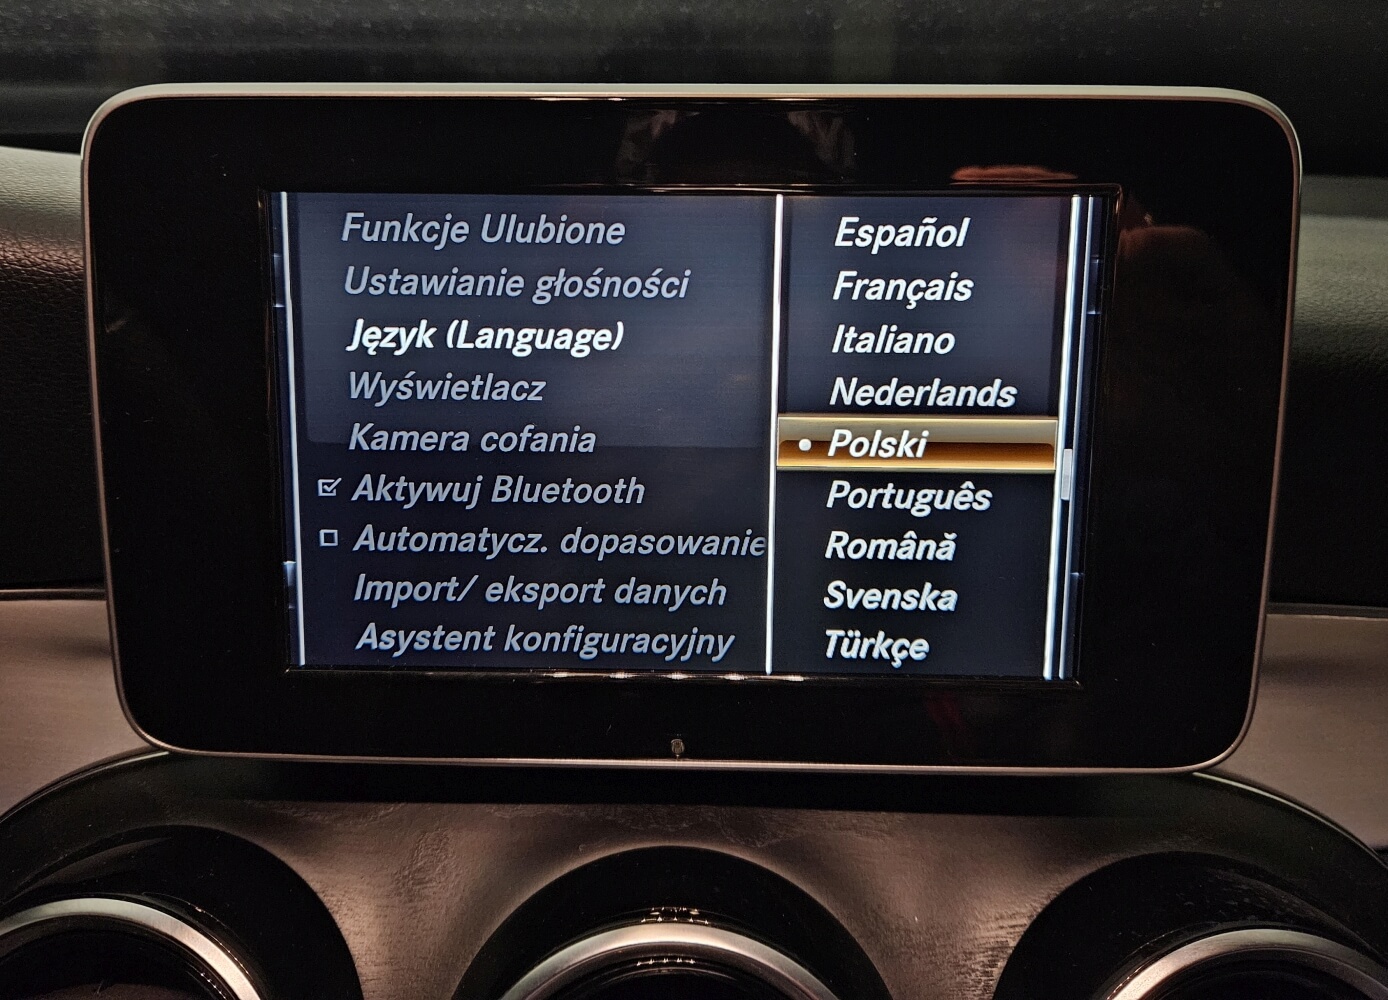 Funkcje Ulubione
Ustawianie głośności
Język (Language)
Wyświetlacz
Kamera cofania
Aktywuj Bluetooth
Automatycz. dopasowanie
Import/ eksport danych
Asystent konfiguracyjny
Español
Français
Italiano
Nederlands
Polski
Português
Română
Svenska
Türkçe